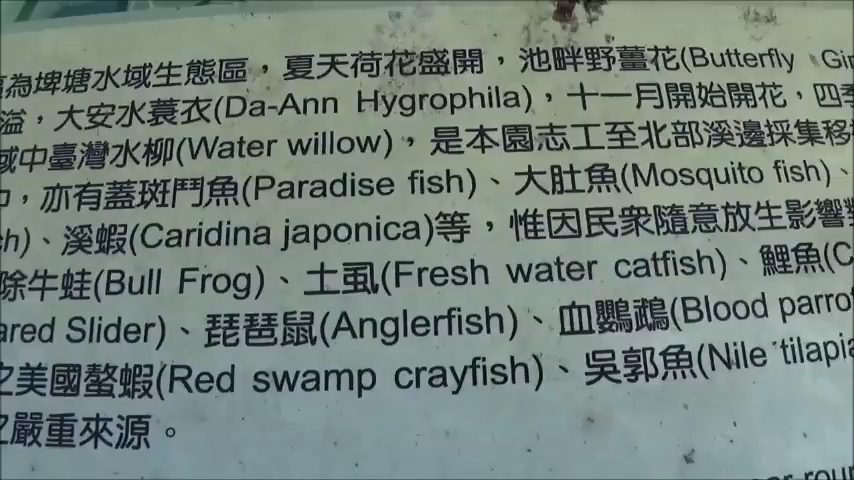 為埤塘水域生態區，夏天荷花盛開，池畔野薑花(Butterfly Gin
溢，大安水蓑衣(Da-Ann Hygrophila)，十一月開始開花，四季
域中臺灣水柳(Water willow)，是本園志工至北部溪邊採集移
，亦有蓋斑鬥魚(Paradise fish)、大肚魚(Mosquito fish)、
sh)、溪蝦(Caridina japonica)等，惟因民眾隨意放生影響
除牛蛙(Bull Frog)、土虱(Fresh water catfish)、鯉魚(C
ared Slider)、琵琶鼠(Anglerfish)、血鸚鵡(Blood parro
之美國螯蝦(Red swamp crayfish)、吳郭魚(Nile tilapia
嚴重來源。